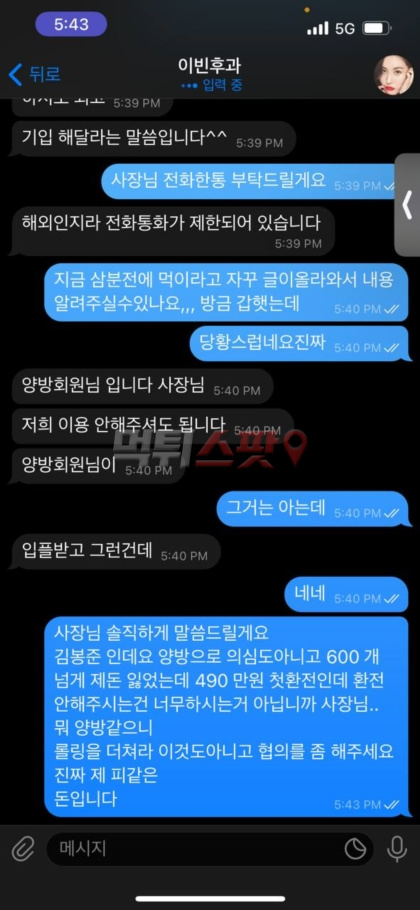 5:43
5G
뒤로
이빈후과
입력 중
5:39 PM
기입 해달라는 말씀입니다^^ 5:39 PM
사장님 전화한통 부탁드릴게요 5:39 PM
해외인지라 전화통화가 제한되어 있습니다
5:39 PM
지금 삼분전에 먹이라고 자꾸 글이올라와서 내용
알려주실수있나요,,, 방금 갑햇는데 5:40 PM
당황스럽네요진짜 5:40 PM
양방회원님 입니다 사장님 5:40 PM
저희 이용 안해주셔도 됩니다 5:40 PM
먹튀스팟
양방회원님이 5:40 PM
그거는 아는데 5:40 PM
입플받고 그런건데 5:40 PM
네네 5:40 PM
사장님 솔직하게 말씀드릴게요
김봉준 인데요 양방으로 의심도아니고 600 개
넘게 제돈 잃었는데 490 만원 첫환전인데 환전
안해주시는건 너무하시는거 아닙니까 사장님..
뭐 양방같으니
롤링을 더쳐라 이것도아니고 협의를 좀 해주세요
진짜 제 피같은
돈입니다 5:43 PM
메시지